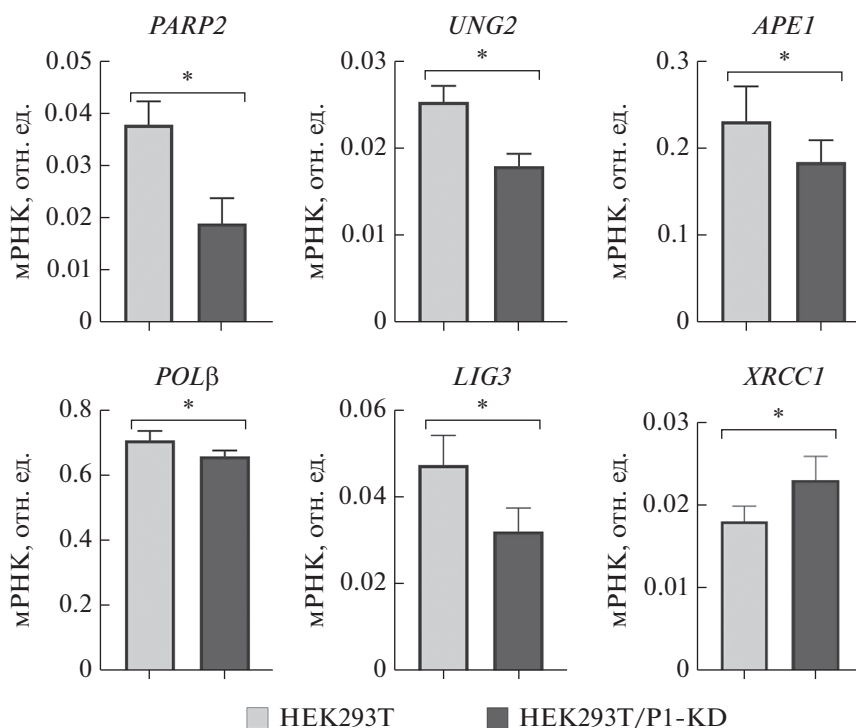 PARP2
UNG2
APE1
мРНК, отн. ед.
0.05
0.04
0.03
0.02
0.01
0
*
мРНК, отн. ед.
0.03
0.02
0.01
0
*
мРНК, отн. ед.
0.3
0.2
0.1
0
*
POLβ
LIG3
XRCC1
мРНК, отн. ед.
0.8
0.6
0.4
0.2
0
*
мРНК, отн. ед.
0.06
0.04
0.02
0
*
мРНК, отн. ед.
0.03
0.02
0.01
0
*
HEK293T
HEK293T/P1-KD